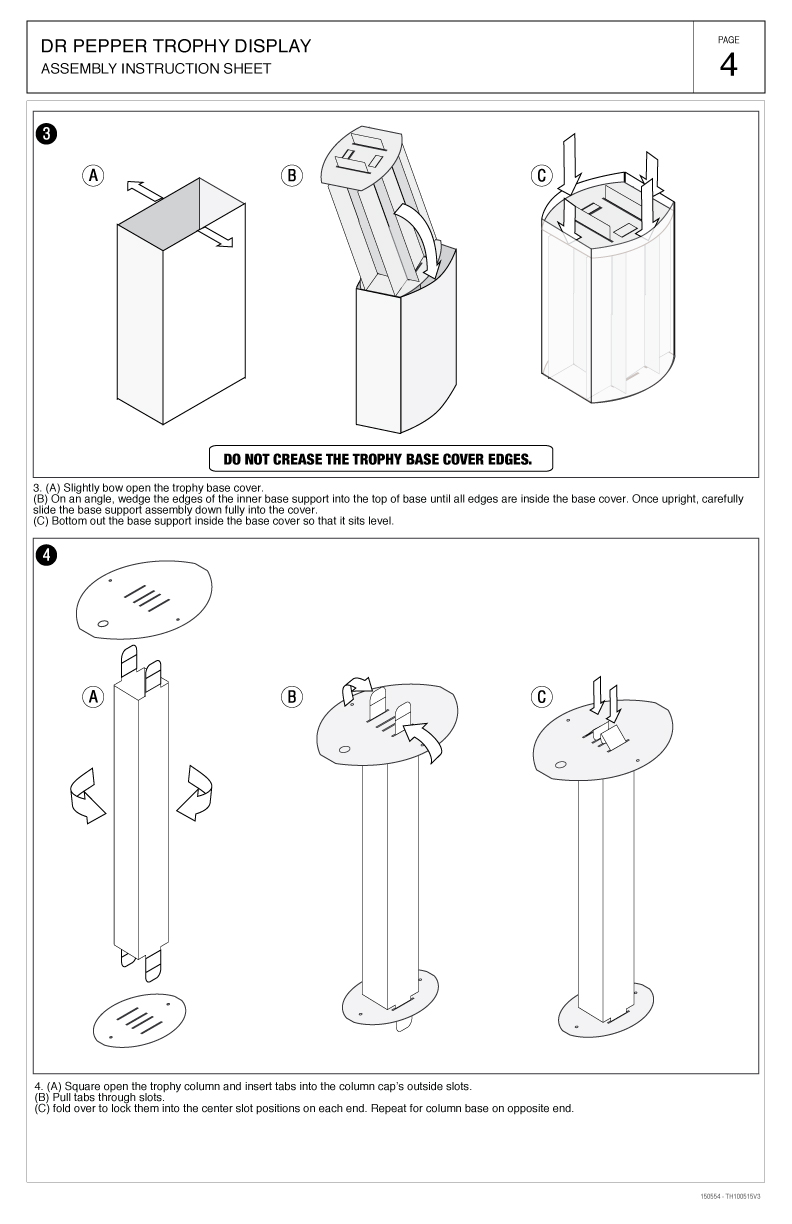 DR PEPPER TROPHY DISPLAY
ASSEMBLY INSTRUCTION SHEET
PAGE
4
3
A
B
C
DO NOT CREASE THE TROPHY BASE COVER EDGES.
3. (A) Slightly bow open the trophy base cover.
(B) On an angle, wedge the edges of the inner base support into the top of base until all edges are inside the base cover. Once upright, carefully
slide the base support assembly down fully into the cover.
(C) Bottom out the base support inside the base cover so that it sits level.
4
A
B
C
4. (A) Square open the trophy column and insert tabs into the column cap's outside slots.
(B) Pull tabs through slots.
(C) fold over to lock them into the center slot positions on each end. Repeat for column base on opposite end.
150554 - TH100515V3